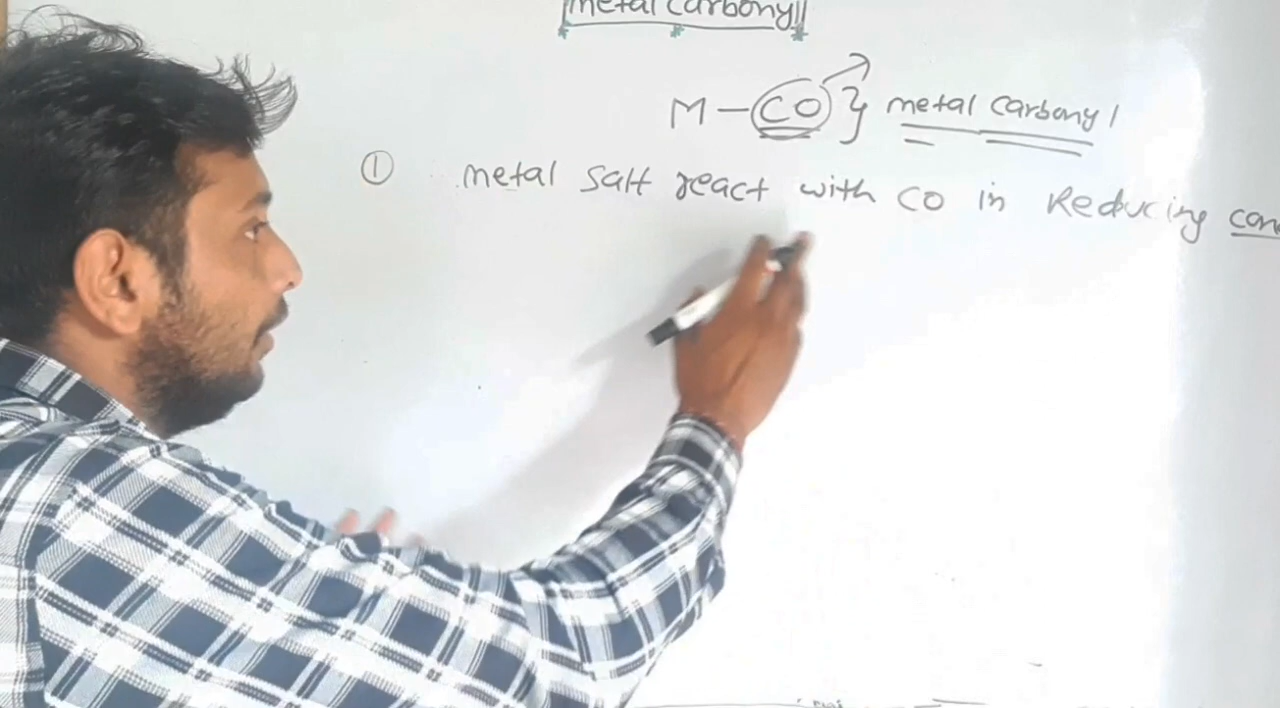 metal carbonyl
M-CO} metal carbonyl
① metal salt react with CO in Reducing